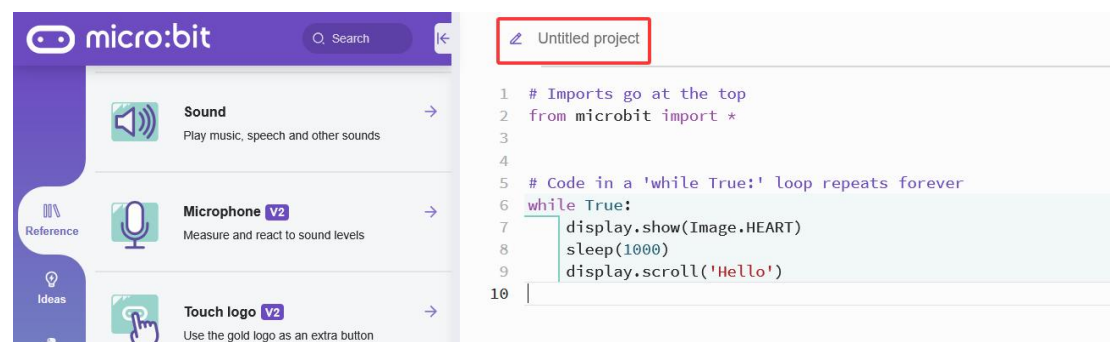 micro:bit
Search
Untitled project
Sound
Play music, speech and other sounds
Microphone V2
Measure and react to sound levels
Touch logo V2
Use the gold logo as an extra button
Reference
Ideas
1 # Imports go at the top
2 from microbit import *
3
4
5 # Code in a 'while True:' loop repeats forever
6 while True:
7     display.show(Image.HEART)
8     sleep(1000)
9     display.scroll('Hello')
10